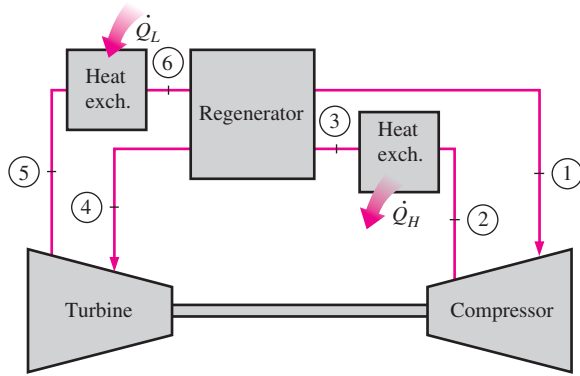 Q̇L
Heat
exch.
6
Regenerator
3
Heat
exch.
5
4
1
Q̇H
2
Turbine
Compressor